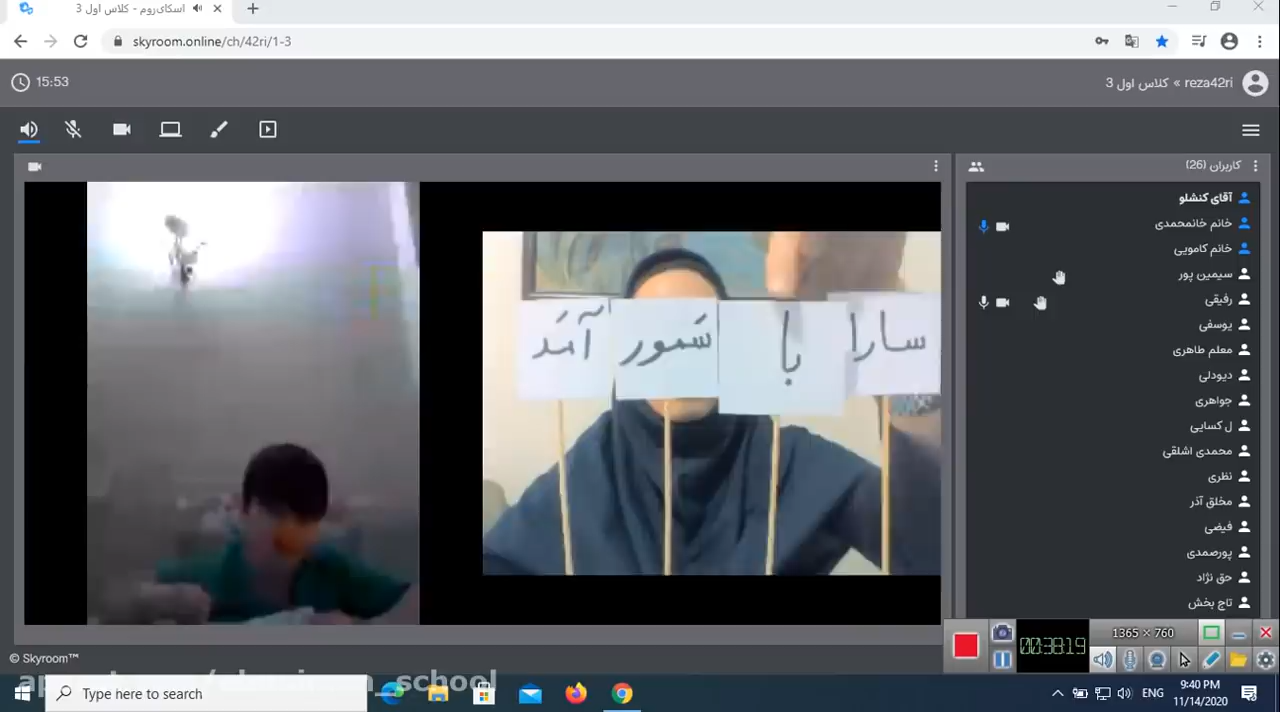 اسکای‌روم - کلاس اول 3
skyroom.online/ch/42ri/1-3
15:53
reza42ri » کلاس اول 3
کاربران (26)
آقای کنشلو
خانم خانمحمدی
خانم کامویی
سیمین پور
رفیقی
یوسفی
معلم طاهری
دیودلی
جواهری
ل کسایی
محمدی اشلقی
نظری
مخلق آذر
فیضی
پورصمدی
حق نژاد
تاج بخش
سارا با سَمور آمَد
1365 × 760
00:38:19
© Skyroom™
Type here to search
ENG
9:40 PM
11/14/2020